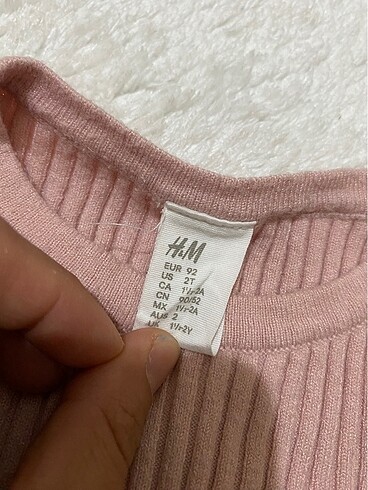 H&M
EUR 92
US 2T
CA 1½-2A
CN 90/52
MX 1½-2A
AUS 2
UK 1½-2Y